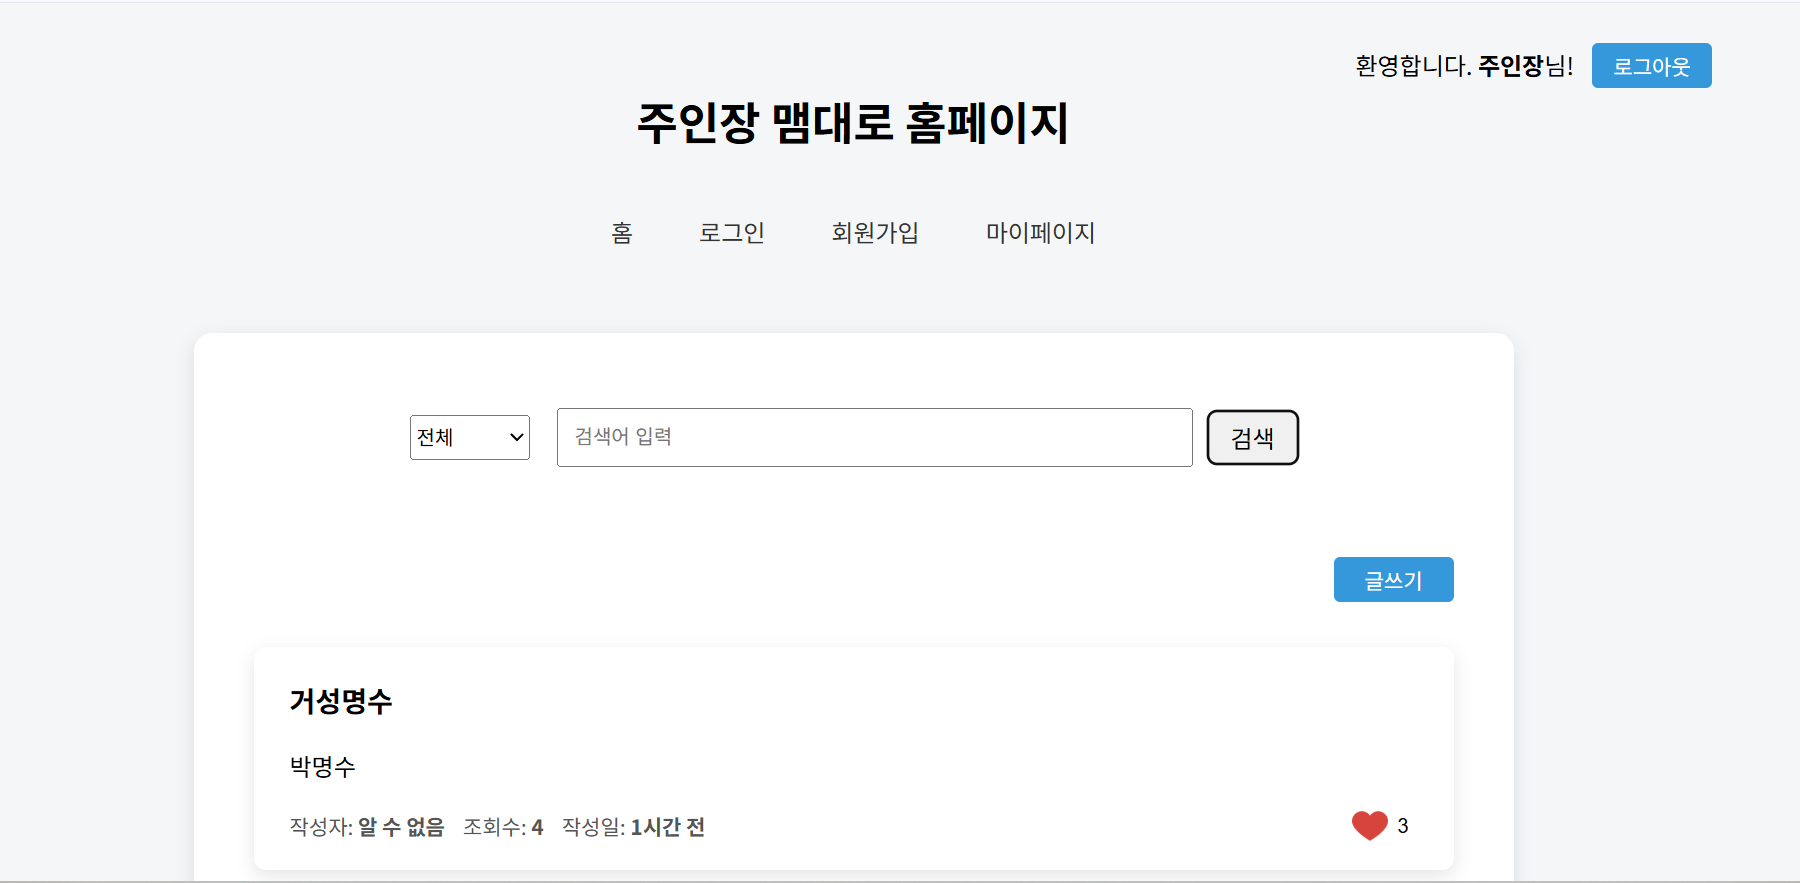 환영합니다. 주인장님! 로그아웃
주인장 맴대로 홈페이지
홈 로그인 회원가입 마이페이지
전체 검색어 입력 검색
글쓰기
거성명수
박명수
작성자: 알 수 없음 조회수: 4 작성일: 1시간 전 3